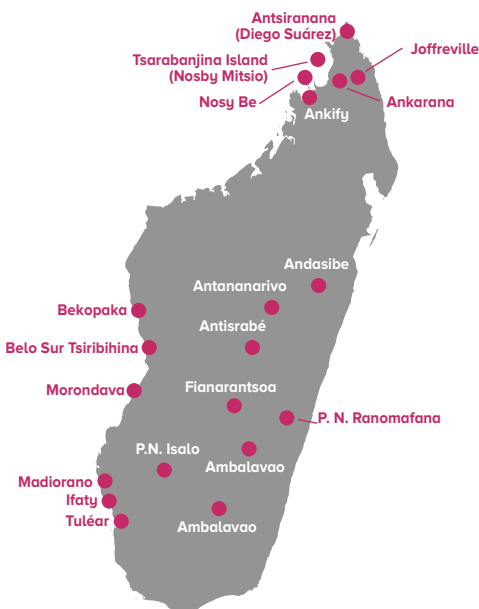 Antsiranana
(Diego Suárez)
Joffreville
Tsarabanjina Island
(Nosby Mitsio)
Nosy Be
Ankarana
Ankify
Andasibe
Antananarivo
Bekopaka
Antisrabé
Belo Sur Tsiribihina
Fianarantsoa
Morondava
P. N. Ranomafana
P.N. Isalo
Ambalavao
Madiorano
Ifaty
Tuléar
Ambalavao